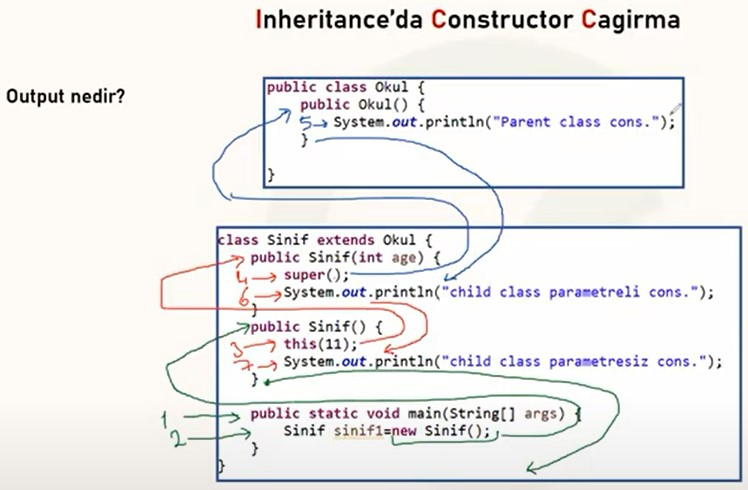 Inheritance'da Constructor Cagirma
Output nedir?
public class Okul {
public Okul() {
5→ System.out.println("Parent class cons.");
}
}
class Sinif extends Okul {
public Sinif(int age) {
4→ super();
6→ System.out.println("child class parametreli cons.");
}
public Sinif() {
3→ this(11);
7→ System.out.println("child class parametresiz cons.");
}
1→ public static void main(String[] args) {
2→ Sinif sinif1=new Sinif();
}
}